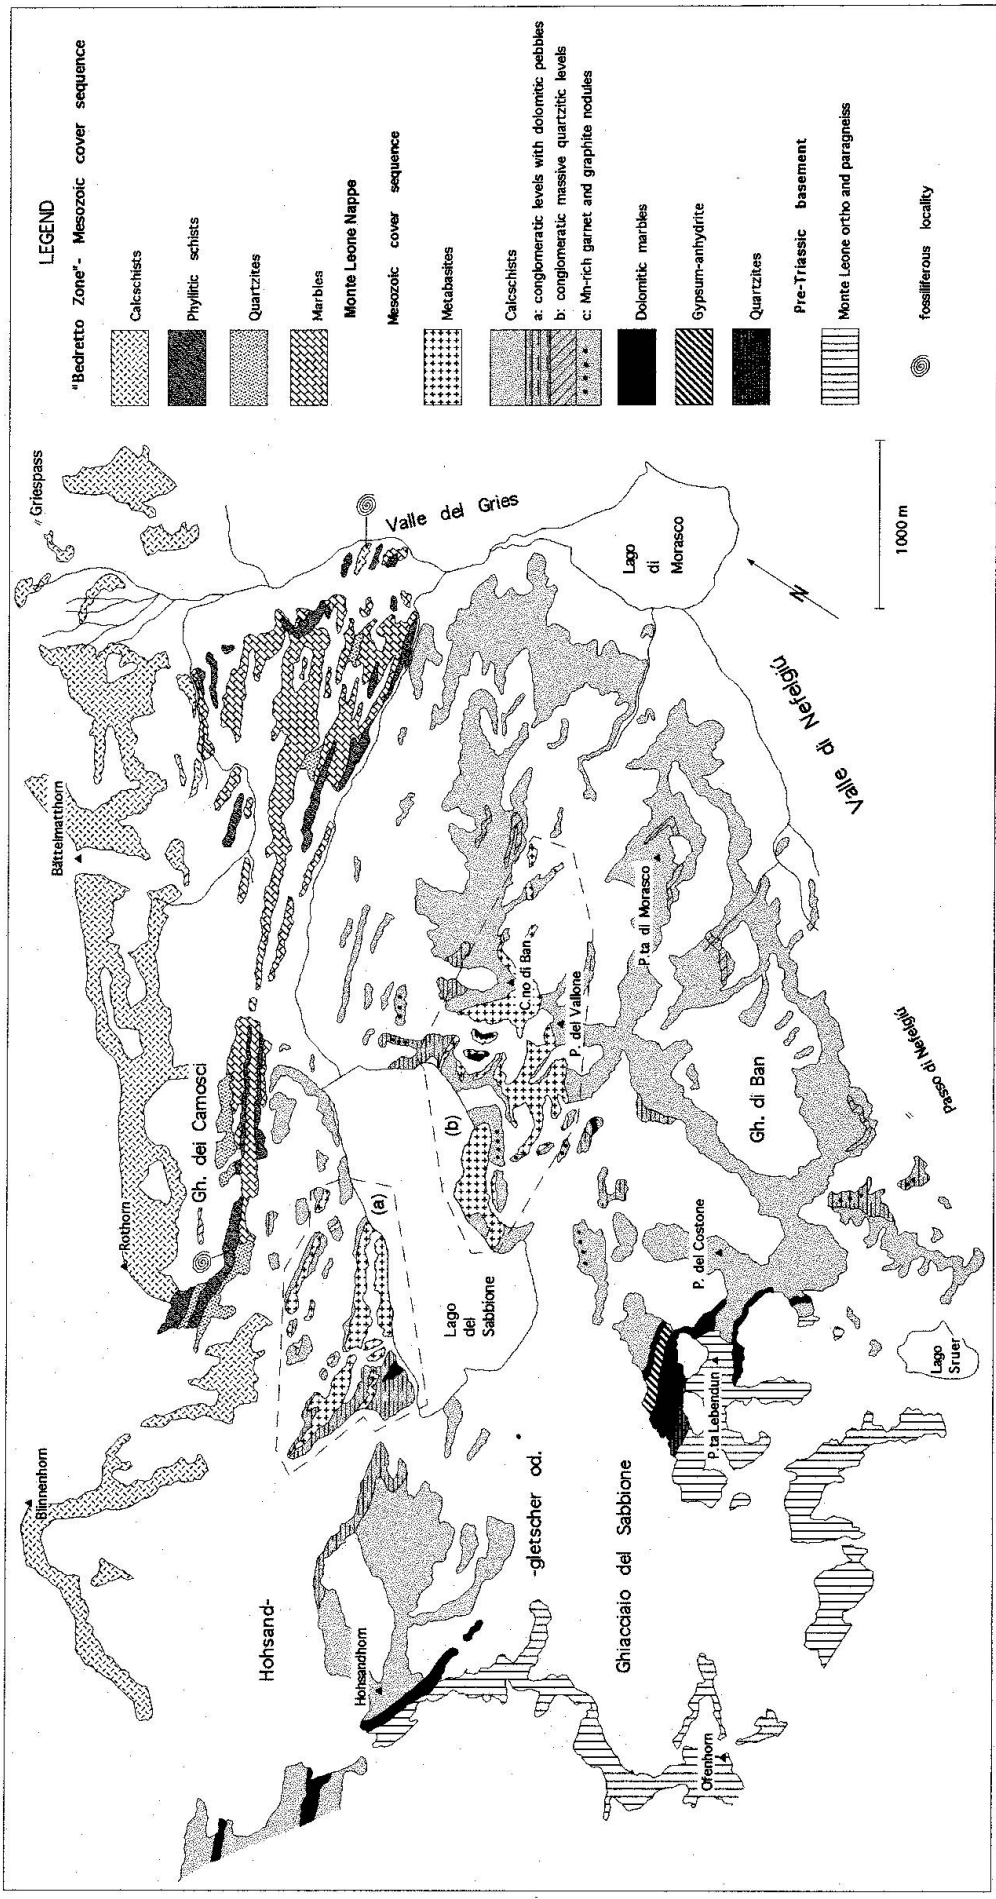 LEGEND
"Bedretto Zone"- Mesozoic cover sequence
Calcschists
Phyllitic schists
Quartzites
Marbles
Monte Leone Nappe
Mesozoic cover sequence
Metabasites
Calcschists
a: conglomeratic levels with dolomitic pebbles
b: conglomeratic massive quartzitic levels
c: Mn-rich garnet and graphite nodules
Dolomitic marbles
Gypsum-anhydrite
Quartzites
Pre-Triassic basement
Monte Leone ortho and paragneiss
fossiliferous locality
Griespass
Valle del Gries
Lago
di
Morasco
1000 m
N
Valle di Nefelgiú
Bättelmatthorn
C.no di Ban
P. del Vallone
P.ta di Morasco
Gh. di Ban
Passo di Nefelgiú
Rothorn
Gh. dei Camosci
(a)
(b)
Lago
del
Sabbione
P. del Costone
P.ta Lebendun
Lago
Sruer
Blinnenhorn
Hohsand-
-gletscher od.
Ghiacciaio del Sabbione
Hohsandhorn
Ofenhorn